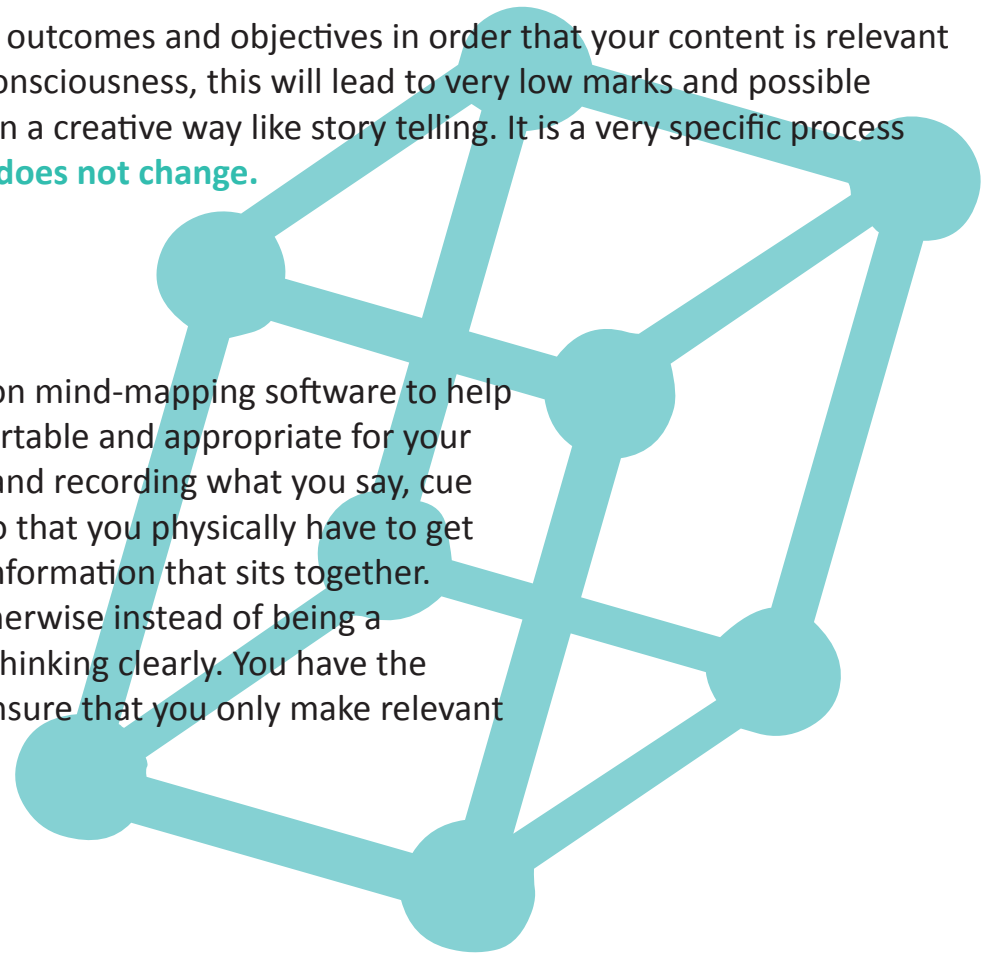 outcomes and objectives in order that your content is relevant
onsciousness, this will lead to very low marks and possible
n a creative way like story telling. It is a very specific process
does not change.
on mind-mapping software to help
rtable and appropriate for your
and recording what you say, cue
o that you physically have to get
nformation that sits together.
herwise instead of being a
thinking clearly. You have the
nsure that you only make relevant